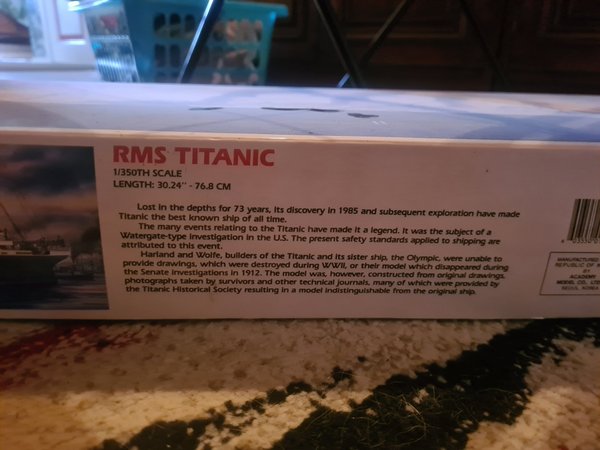 RMS TITANIC
1/350TH SCALE
LENGTH: 30.24" - 76.8 CM
Lost in the depths for 73 years, its discovery in 1985 and subsequent exploration have made
Titanic the best known ship of all time.
The many events relating to the Titanic have made it a legend. It was the subject of a
Watergate-type investigation in the U.S. The present safety standards applied to shipping are
attributed to this event.
Harland and Wolfe, builders of the Titanic and its sister ship, the Olympic, were unable to
provide drawings, which were destroyed during WWII, or their model which disappeared during
the Senate investigations in 1912. The model was, however, constructed from original drawings,
photographs taken by survivors and other technical journals, many of which were provided by
the Titanic Historical Society resulting in a model indistinguishable from the original ship.
MANUFACTURED
BY
ACADEMY
MODEL CO., LTD
SEOUL, KOREA